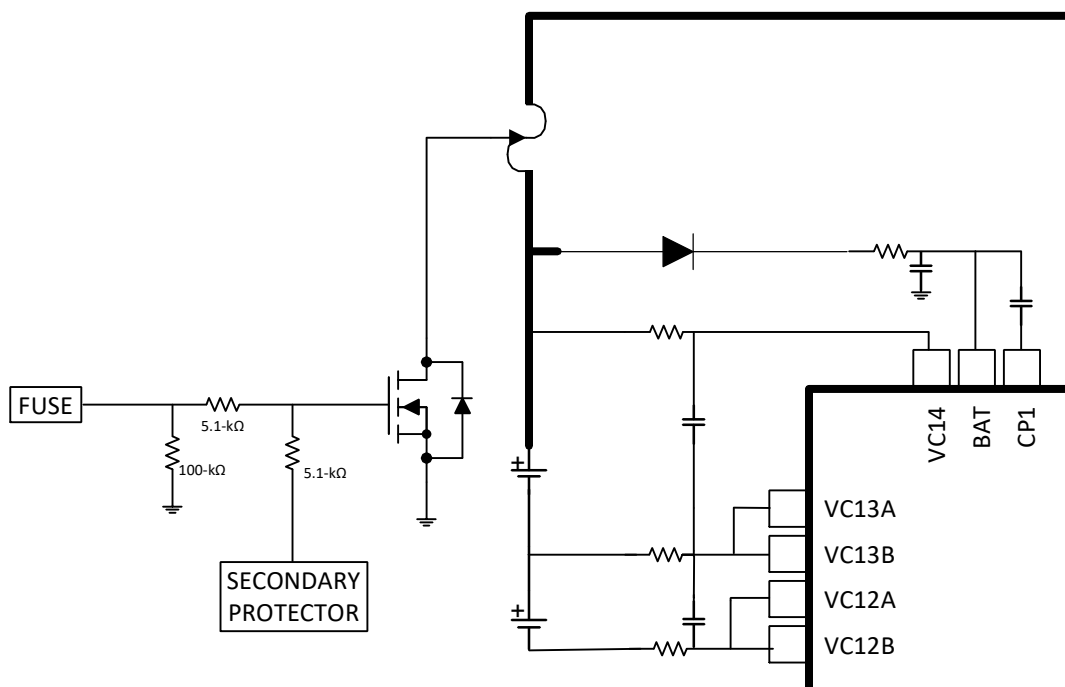 FUSE
5.1-kΩ
100-kΩ
5.1-kΩ
SECONDARY
PROTECTOR
+
+
VC14
BAT
CP1
VC13A
VC13B
VC12A
VC12B